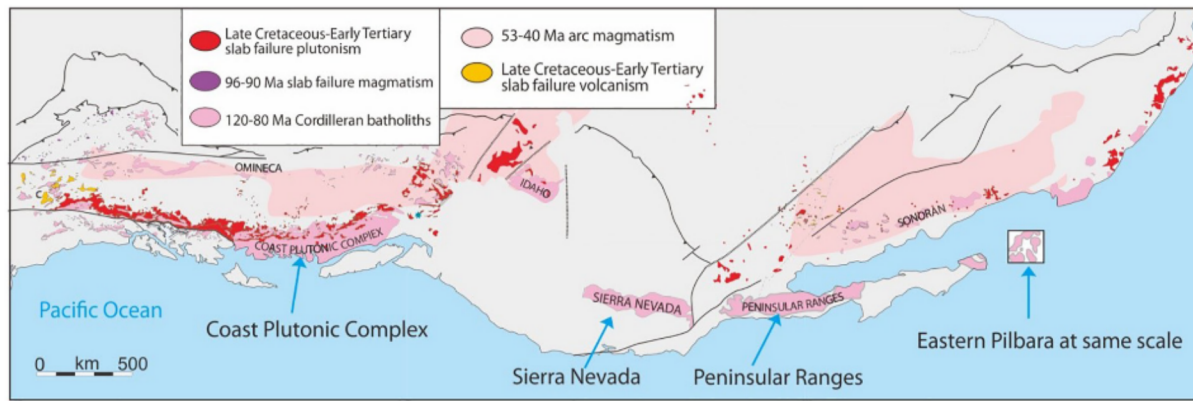 Late Cretaceous-Early Tertiary
slab failure plutonism
96-90 Ma slab failure magmatism
120-80 Ma Cordilleran batholiths
53-40 Ma arc magmatism
Late Cretaceous-Early Tertiary
slab failure volcanism
OMINECA
C
IDAHO
COAST PLUTONIC COMPLEX
SONORAN
SIERRA NEVADA
PENINSULAR RANGES
Pacific Ocean
Coast Plutonic Complex
Eastern Pilbara at same scale
0 km 500
Sierra Nevada
Peninsular Ranges